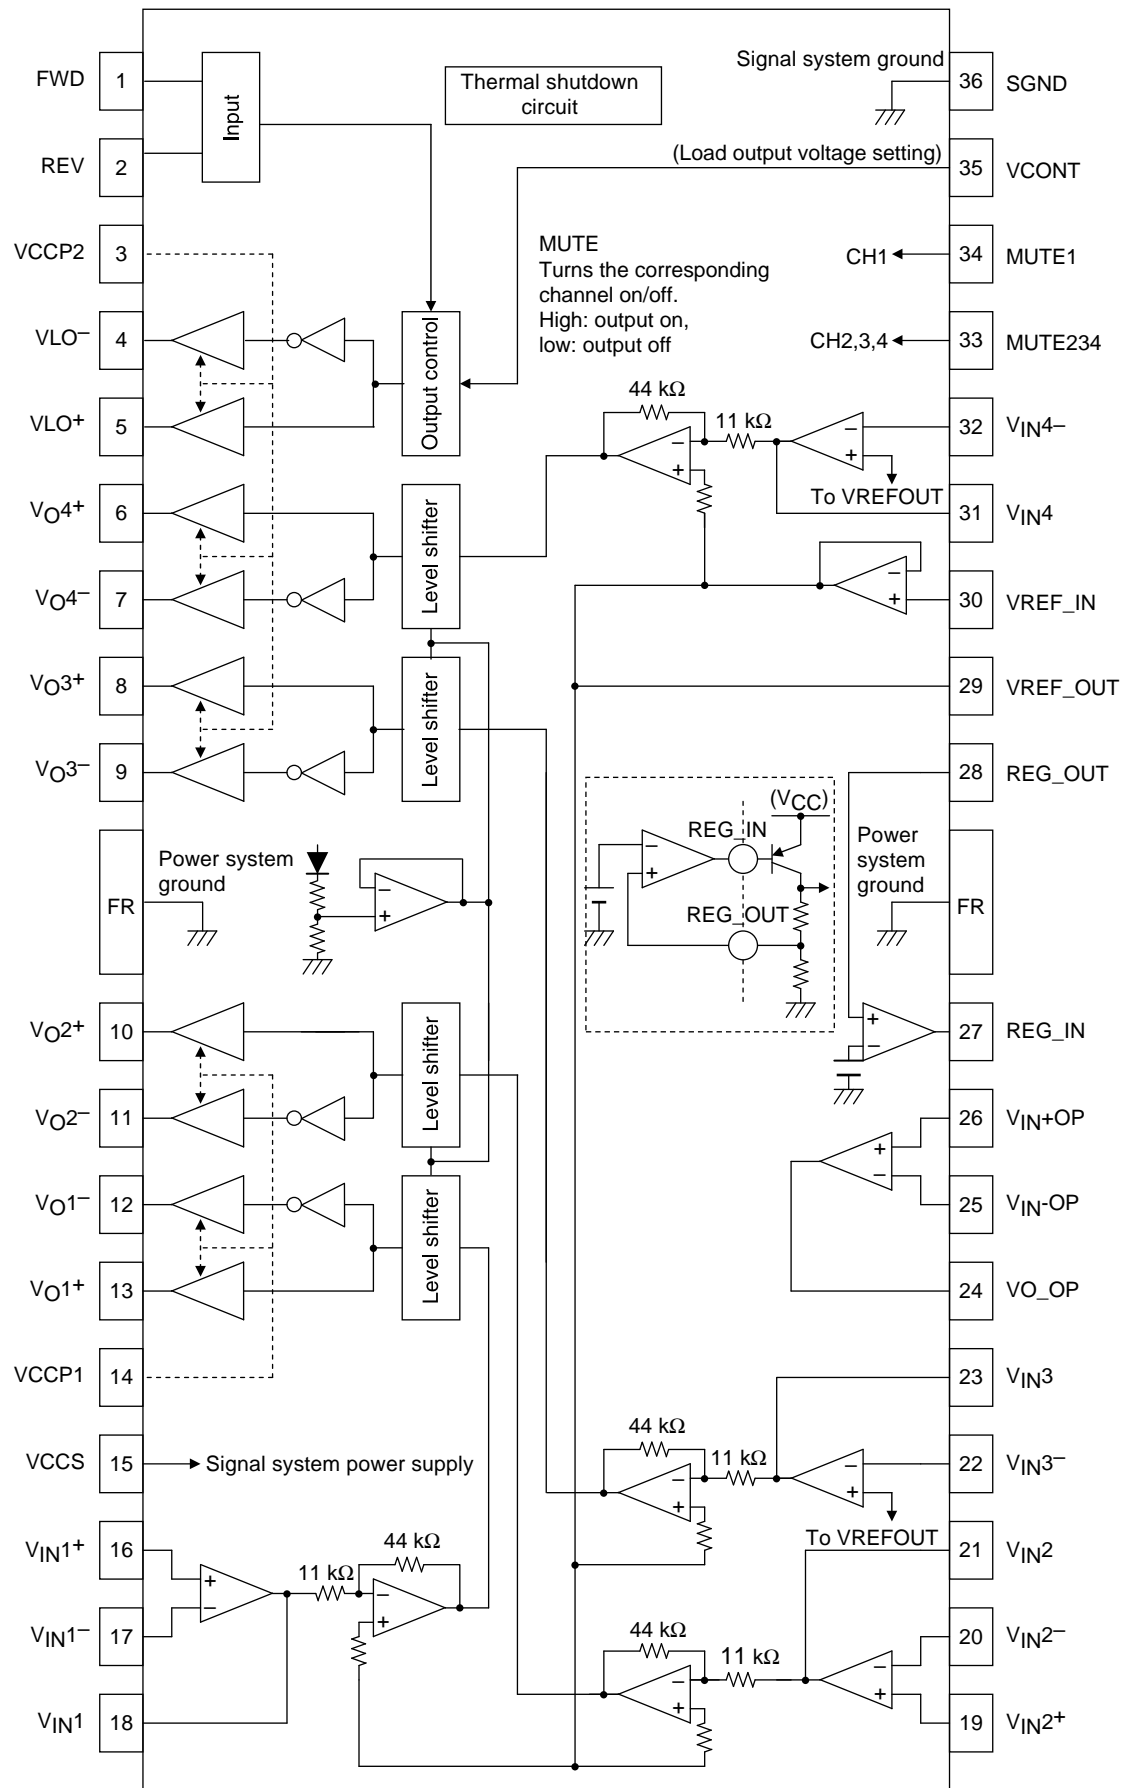 FWD 1
REV 2
VCCP2 3
VLO– 4
VLO+ 5
VO4+ 6
VO4– 7
VO3+ 8
VO3– 9
FR
VO2+ 10
VO2– 11
VO1– 12
VO1+ 13
VCCP1 14
VCCS 15
VIN1+ 16
VIN1– 17
VIN1 18
Input
Thermal shutdown
circuit
Signal system ground
(Load output voltage setting)
MUTE
Turns the corresponding
channel on/off.
High: output on,
low: output off
CH1
CH2,3,4
Output control
44 kΩ
11 kΩ
–
+
–
+
To VREFOUT
Level shifter
–
+
Level shifter
Power system
ground
–
+
(VCC)
REG_IN
–
+
REG_OUT
Power
system
ground
Level shifter
+
–
+
–
Level shifter
44 kΩ
11 kΩ
–
+
–
+
To VREFOUT
Signal system power supply
44 kΩ
11 kΩ
+
–
–
+
44 kΩ
11 kΩ
–
+
–
+
36 SGND
35 VCONT
34 MUTE1
33 MUTE234
32 VIN4–
31 VIN4
30 VREF_IN
29 VREF_OUT
28 REG_OUT
FR
27 REG_IN
26 VIN+OP
25 VIN-OP
24 VO_OP
23 VIN3
22 VIN3–
21 VIN2
20 VIN2–
19 VIN2+